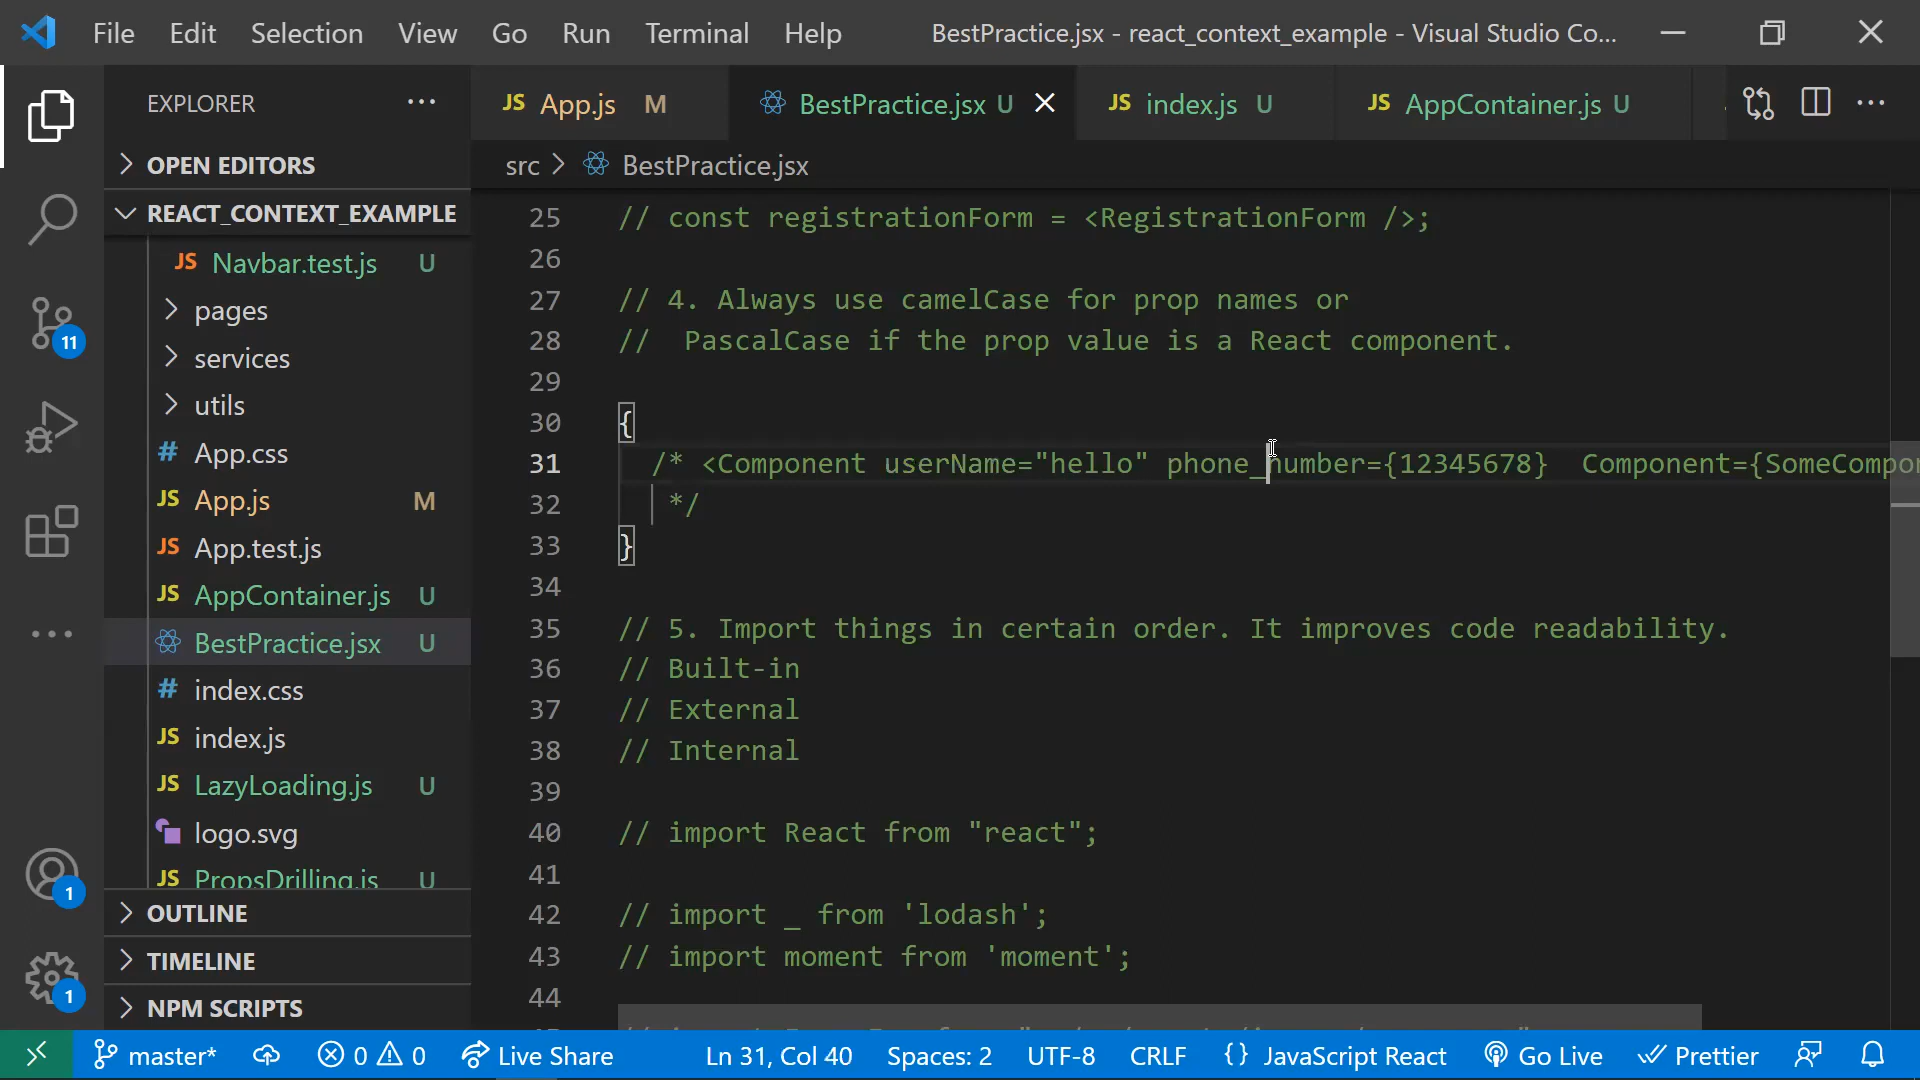 File Edit Selection View Go Run Terminal Help BestPractice.jsx - react_context_example - Visual Studio Co...
EXPLORER
JS App.js M
BestPractice.jsx U
JS index.js U
JS AppContainer.js U
OPEN EDITORS
src > BestPractice.jsx
REACT_CONTEXT_EXAMPLE
JS Navbar.test.js U
pages
services
utils
# App.css
JS App.js M
JS App.test.js
JS AppContainer.js U
BestPractice.jsx U
# index.css
JS index.js
JS LazyLoading.js U
logo.svg
JS PropsDrilling.js U
OUTLINE
TIMELINE
NPM SCRIPTS
11
1
1
25 // const registrationForm = <RegistrationForm />;
26
27 // 4. Always use camelCase for prop names or
28 //  PascalCase if the prop value is a React component.
29
30 {
31 /* <Component userName="hello" phone_number={12345678}  Component={SomeCompon
32 */
33 }
34
35 // 5. Import things in certain order. It improves code readability.
36 // Built-in
37 // External
38 // Internal
39
40 // import React from "react";
41
42 // import _ from 'lodash';
43 // import moment from 'moment';
44
master* 0 0 Live Share Ln 31, Col 40 Spaces: 2 UTF-8 CRLF {} JavaScript React Go Live Prettier